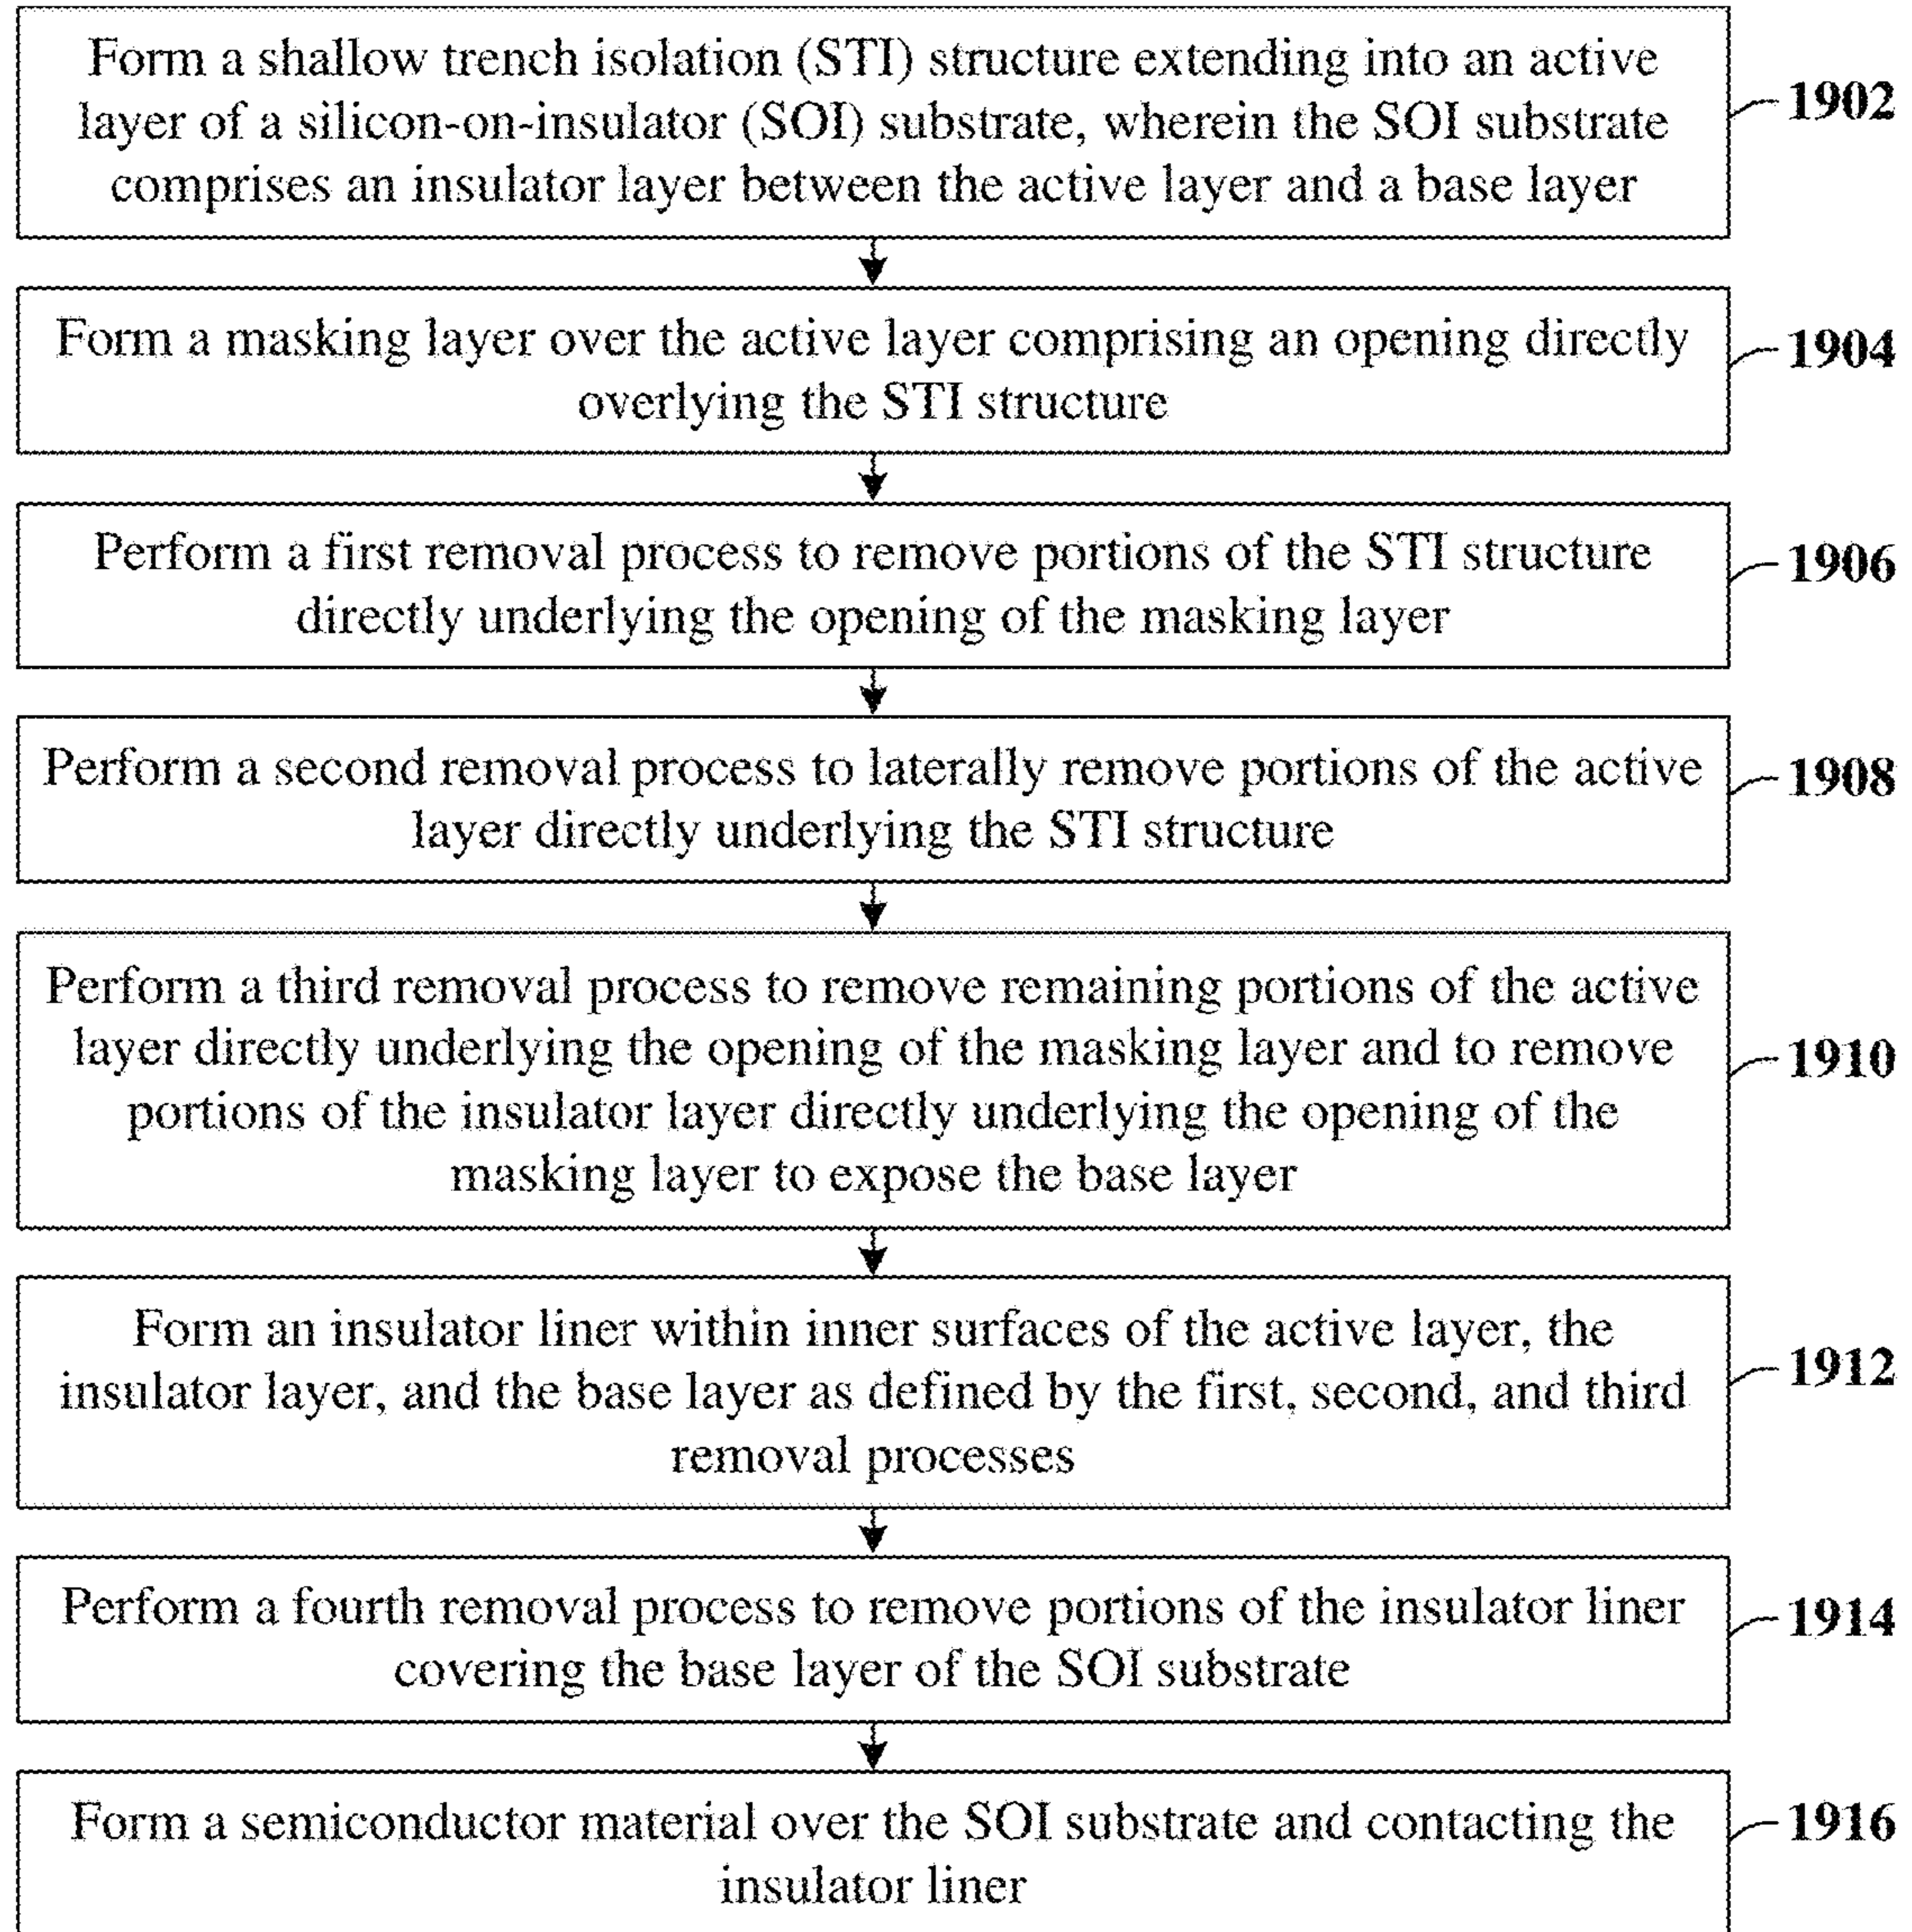 Form a shallow trench isolation (STI) structure extending into an active
layer of a silicon-on-insulator (SOI) substrate, wherein the SOI substrate
comprises an insulator layer between the active layer and a base layer
1902
Form a masking layer over the active layer comprising an opening directly
overlying the STI structure
1904
Perform a first removal process to remove portions of the STI structure
directly underlying the opening of the masking layer
1906
Perform a second removal process to laterally remove portions of the active
layer directly underlying the STI structure
1908
Perform a third removal process to remove remaining portions of the active
layer directly underlying the opening of the masking layer and to remove
portions of the insulator layer directly underlying the opening of the
masking layer to expose the base layer
1910
Form an insulator liner within inner surfaces of the active layer, the
insulator layer, and the base layer as defined by the first, second, and third
removal processes
1912
Perform a fourth removal process to remove portions of the insulator liner
covering the base layer of the SOI substrate
1914
Form a semiconductor material over the SOI substrate and contacting the
insulator liner
1916